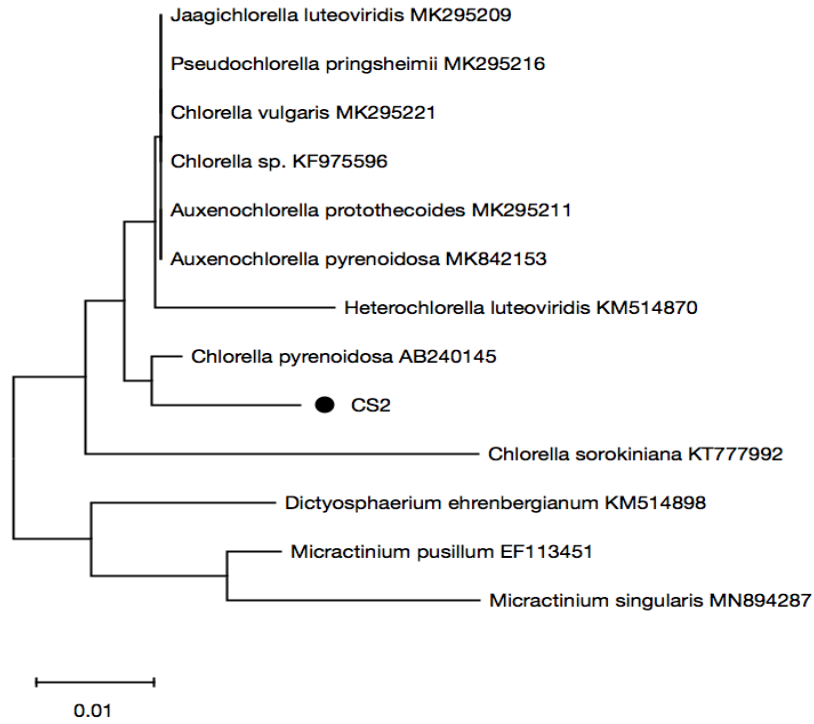 Jaagichlorella luteoviridis MK295209
Pseudochlorella pringsheimii MK295216
Chlorella vulgaris MK295221
Chlorella sp. KF975596
Auxenochlorella protothecoides MK295211
Auxenochlorella pyrenoidosa MK842153
Heterochlorella luteoviridis KM514870
Chlorella pyrenoidosa AB240145
CS2
Chlorella sorokiniana KT777992
Dictyosphaerium ehrenbergianum KM514898
Micractinium pusillum EF113451
Micractinium singularis MN894287
0.01